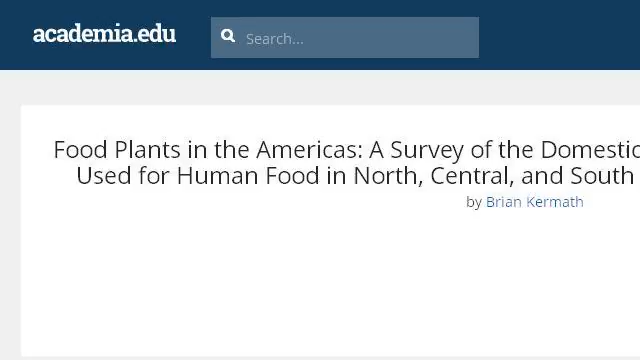 academia.edu
Search...
Food Plants in the Americas: A Survey of the Domestic
Used for Human Food in North, Central, and South
by Brian Kermath